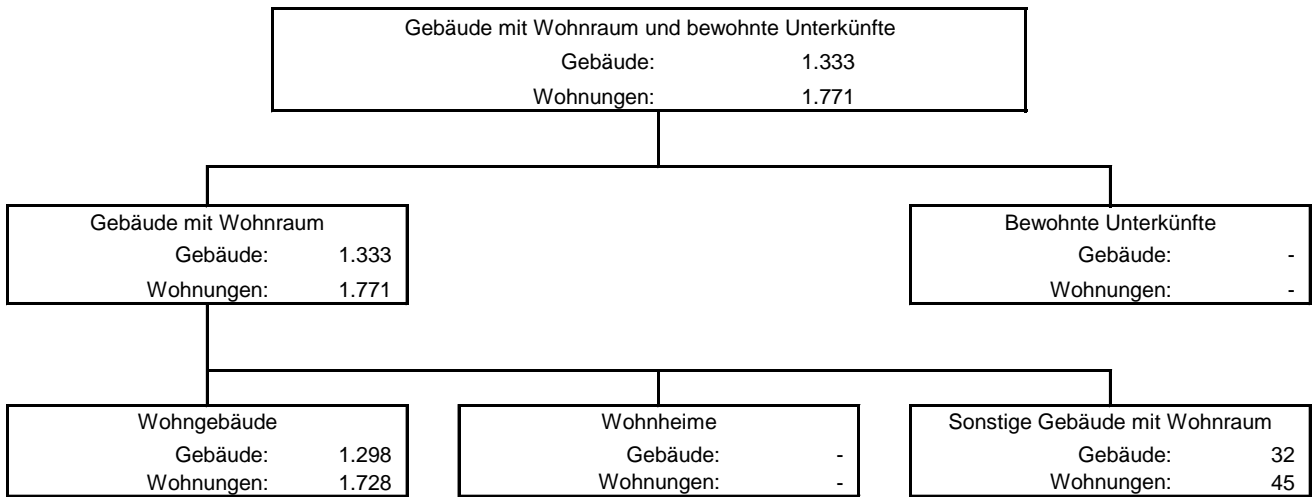 Gebäude mit Wohnraum und bewohnte Unterkünfte
Gebäude: 1.333
Wohnungen: 1.771
Gebäude mit Wohnraum
Gebäude: 1.333
Wohnungen: 1.771
Bewohnte Unterkünfte
Gebäude: -
Wohnungen: -
Wohngebäude
Gebäude: 1.298
Wohnungen: 1.728
Wohnheime
Gebäude: -
Wohnungen: -
Sonstige Gebäude mit Wohnraum
Gebäude: 32
Wohnungen: 45